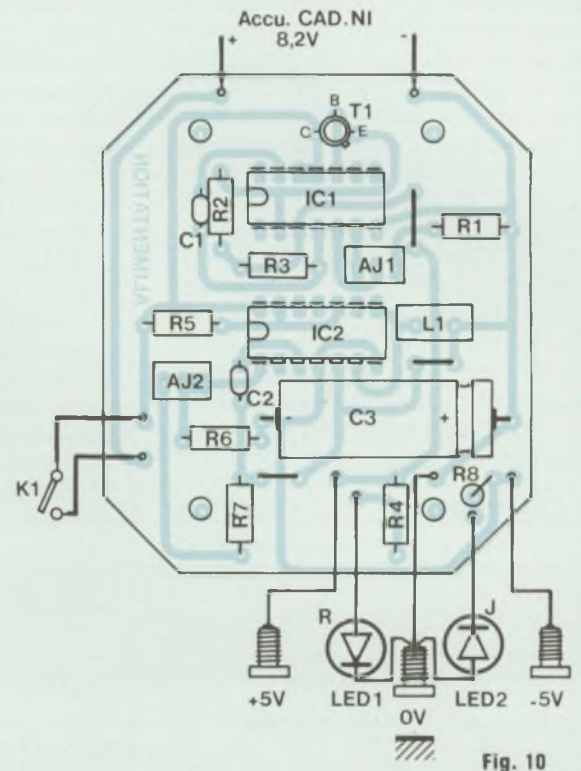 Accu. CAD.NI
8,2V
+
-
B
T1
C
E
ALIMENTATION
IC1
R2
C1
R1
R3
AJ1
R5
IC2
L1
AJ2
C2
-
C3
+
R6
K1
R8
R7
R4
R
J
+5V
LED1
0V
LED2
-5V
Fig. 10